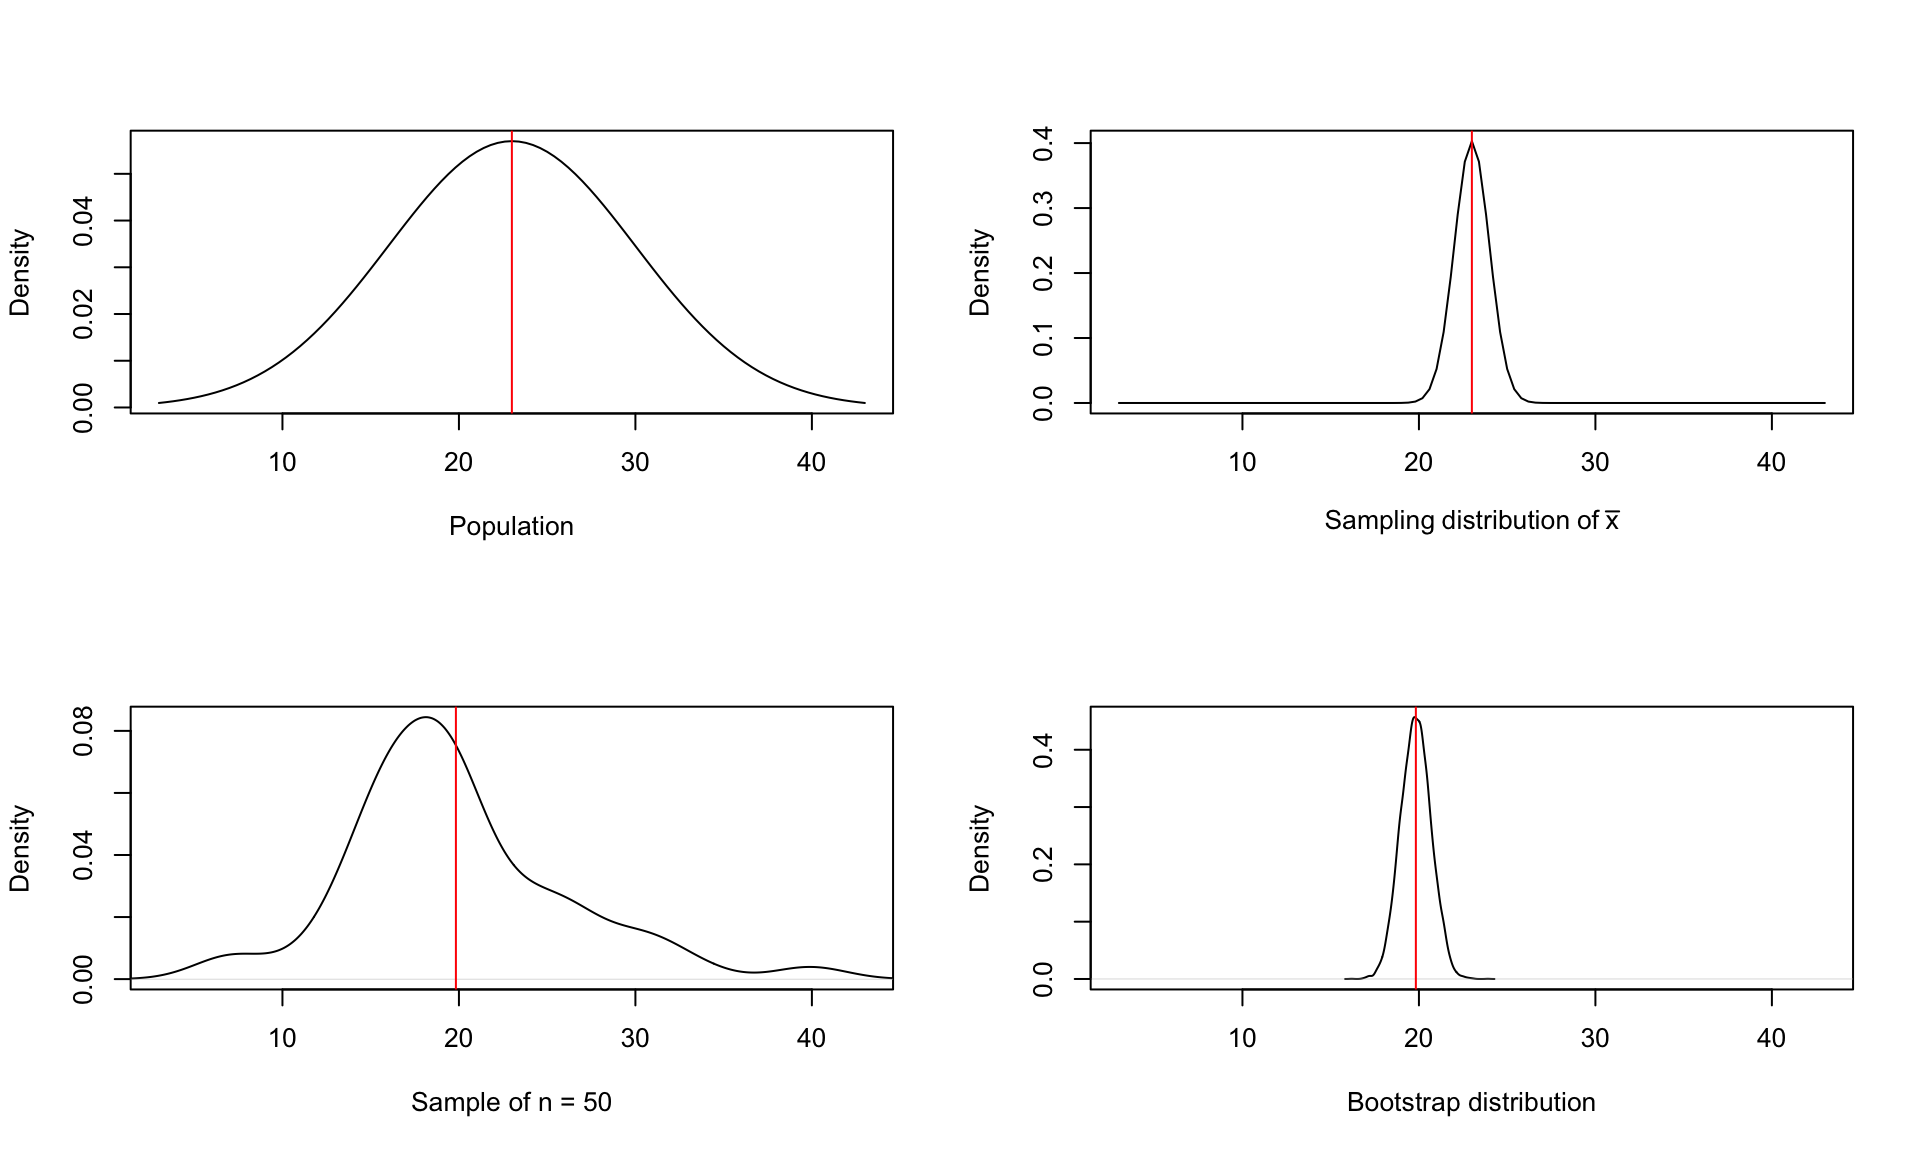 Density
0.00 0.02 0.04
10 20 30 40
Population
Density
0.0 0.1 0.2 0.3 0.4
10 20 30 40
Sampling distribution of x̅
Density
0.00 0.04 0.08
10 20 30 40
Sample of n = 50
Density
0.0 0.2 0.4
10 20 30 40
Bootstrap distribution